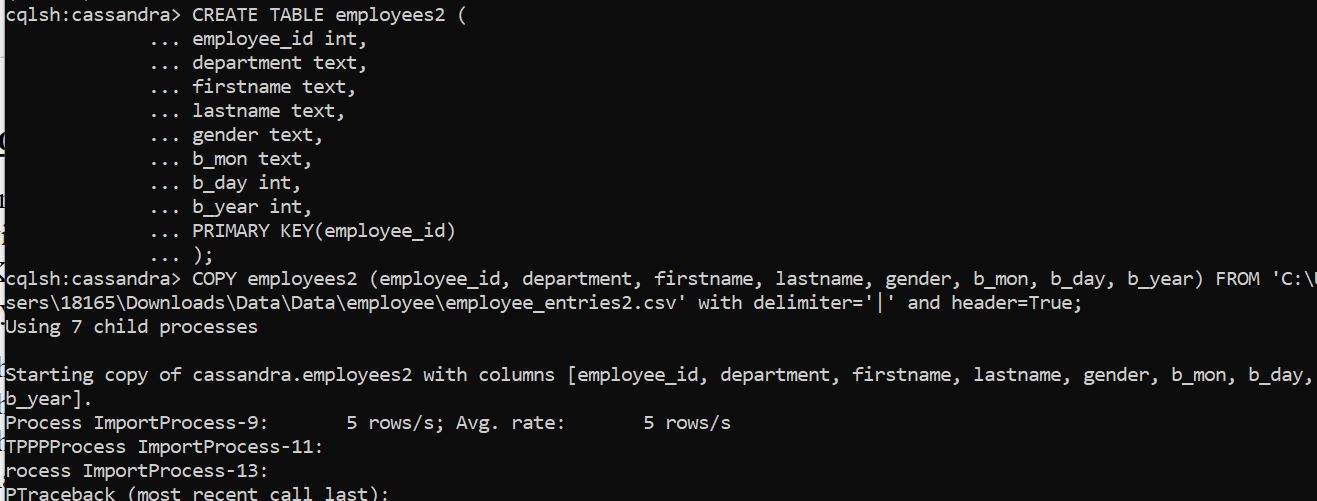 cqlsh:cassandra> CREATE TABLE employees2 (
... employee_id int,
... department text,
... firstname text,
... lastname text,
... gender text,
... b_mon text,
... b_day int,
... b_year int,
... PRIMARY KEY(employee_id)
... );
cqlsh:cassandra> COPY employees2 (employee_id, department, firstname, lastname, gender, b_mon, b_day, b_year) FROM 'C:\U
sers\18165\Downloads\Data\Data\employee\employee_entries2.csv' with delimiter='|' and header=True;
Using 7 child processes
Starting copy of cassandra.employees2 with columns [employee_id, department, firstname, lastname, gender, b_mon, b_day,
b_year].
Process ImportProcess-9: 5 rows/s; Avg. rate: 5 rows/s
TPPPProcess ImportProcess-11:
rocess ImportProcess-13:
PTraceback (most recent call last):